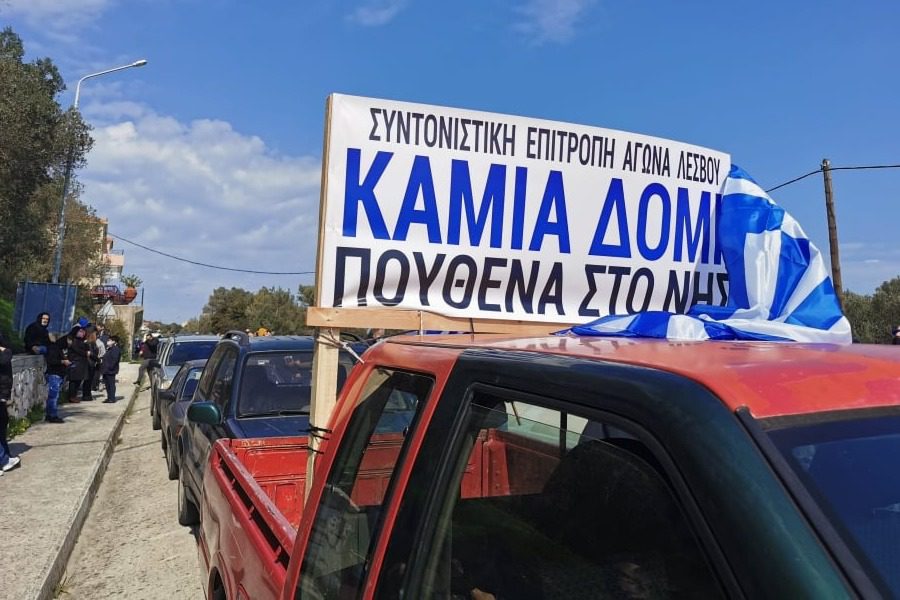 ΣΥΝΤΟΝΙΣΤΙΚΗ ΕΠΙΤΡΟΠΗ ΑΓΩΝΑ ΛΕΣΒΟΥ
ΚΑΜΙΑ ΔΟΜ
ΠΟΥΘΕΝΑ ΣΤΟ ΝΗΣ